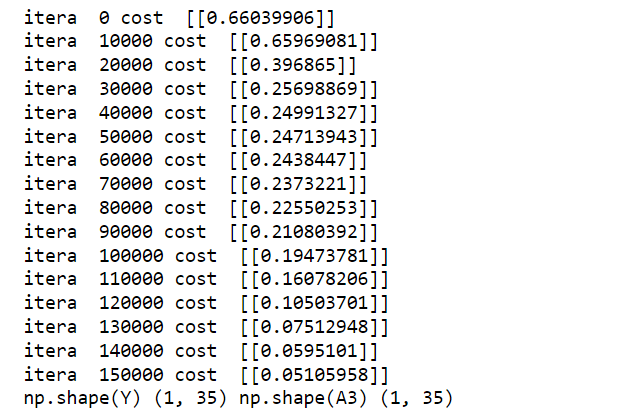 itera  0 cost  [[0.66039906]]
itera  10000 cost  [[0.65969081]]
itera  20000 cost  [[0.396865]]
itera  30000 cost  [[0.25698869]]
itera  40000 cost  [[0.24991327]]
itera  50000 cost  [[0.24713943]]
itera  60000 cost  [[0.2438447]]
itera  70000 cost  [[0.2373221]]
itera  80000 cost  [[0.22550253]]
itera  90000 cost  [[0.21080392]]
itera  100000 cost  [[0.19473781]]
itera  110000 cost  [[0.16078206]]
itera  120000 cost  [[0.10503701]]
itera  130000 cost  [[0.07512948]]
itera  140000 cost  [[0.0595101]]
itera  150000 cost  [[0.05105958]]
np.shape(Y) (1, 35) np.shape(A3) (1, 35)